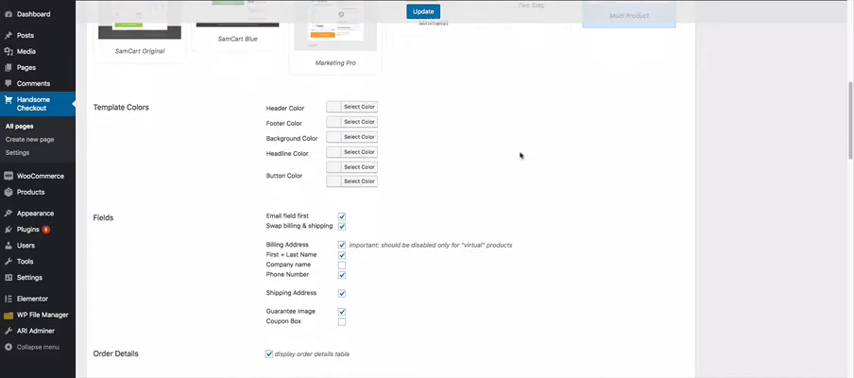 Dashboard
Posts
Media
Pages
Comments
Handsome
Checkout
All pages
Create new page
Settings
WooCommerce
Products
Appearance
Plugins 6
Users
Tools
Settings
Elementor
WP File Manager
ARI Adminer
Collapse menu
Update
SamCart Original
SamCart Blue
Marketing Pro
Two Step
Multi Product
Template Colors
Header Color Select Color
Footer Color Select Color
Background Color Select Color
Headline Color Select Color
Button Color Select Color
Select Color
Fields
Email field first
Swap billing & shipping
Billing Address important: should be disabled only for "virtual" products
First + Last Name
Company name
Phone Number
Shipping Address
Guarantee Image
Coupon Box
Order Details display order details table